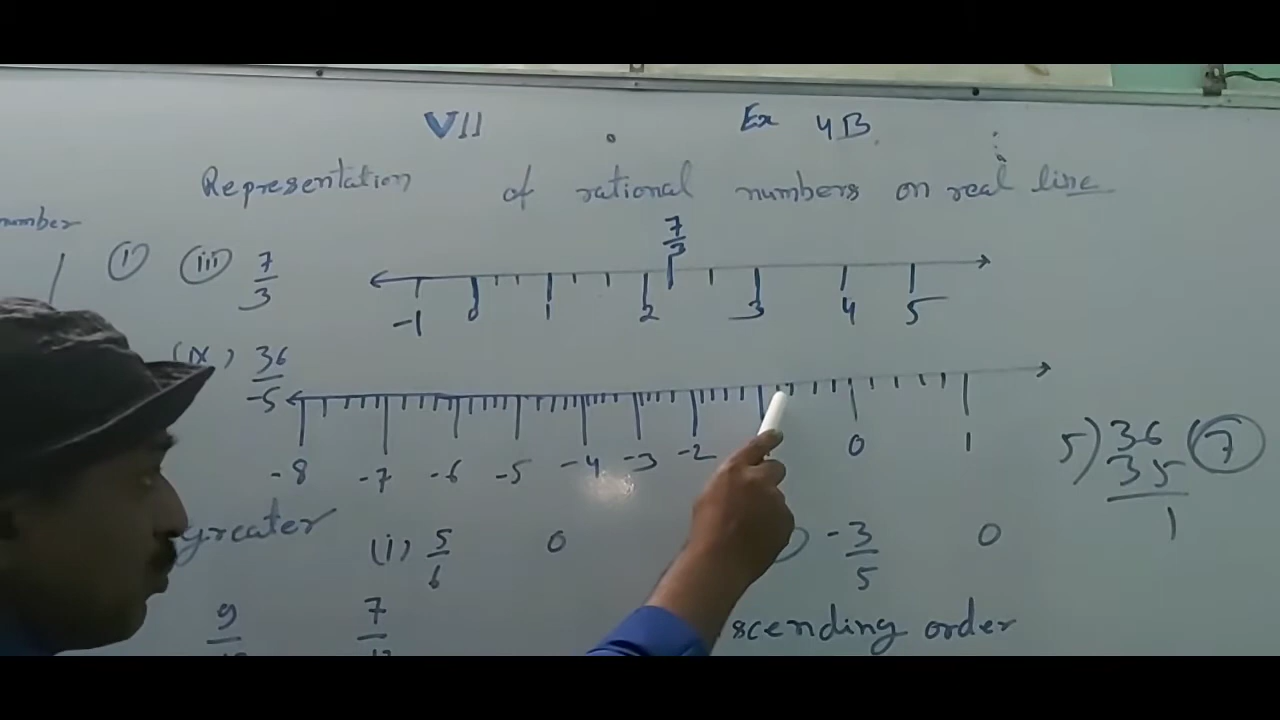 VII Ex 4B
Representation of rational numbers on real line
number
(i) (iii) 7/3
7/3
-1 0 1 2 3 4 5
(ix) 36/-5
-8 -7 -6 -5 -4 -3 -2 0 1
5) 36 (7
35
1
greater (i) 5/6 0 -3/5 0
9 7
scending order